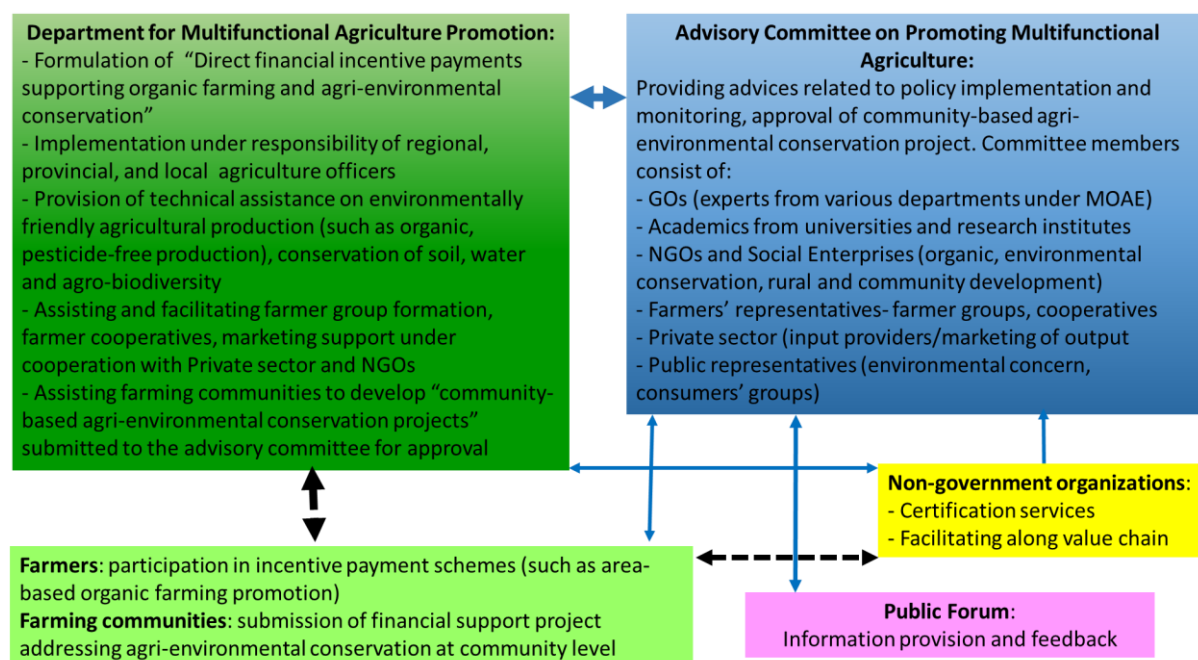 Department for Multifunctional Agriculture Promotion:
- Formulation of “Direct financial incentive payments
supporting organic farming and agri-environmental
conservation”
- Implementation under responsibility of regional,
provincial, and local agriculture officers
- Provision of technical assistance on environmentally
friendly agricultural production (such as organic,
pesticide-free production), conservation of soil, water
and agro-biodiversity
- Assisting and facilitating farmer group formation,
farmer cooperatives, marketing support under
cooperation with Private sector and NGOs
- Assisting farming communities to develop “community-
based agri-environmental conservation projects”
submitted to the advisory committee for approval
Advisory Committee on Promoting Multifunctional
Agriculture:
Providing advices related to policy implementation and
monitoring, approval of community-based agri-
environmental conservation project. Committee members
consist of:
- GOs (experts from various departments under MOAE)
- Academics from universities and research institutes
- NGOs and Social Enterprises (organic, environmental
conservation, rural and community development)
- Farmers’ representatives- farmer groups, cooperatives
- Private sector (input providers/marketing of output
- Public representatives (environmental concern,
consumers’ groups)
Non-government organizations:
- Certification services
- Facilitating along value chain
Farmers: participation in incentive payment schemes (such as area-
based organic farming promotion)
Farming communities: submission of financial support project
addressing agri-environmental conservation at community level
Public Forum:
Information provision and feedback